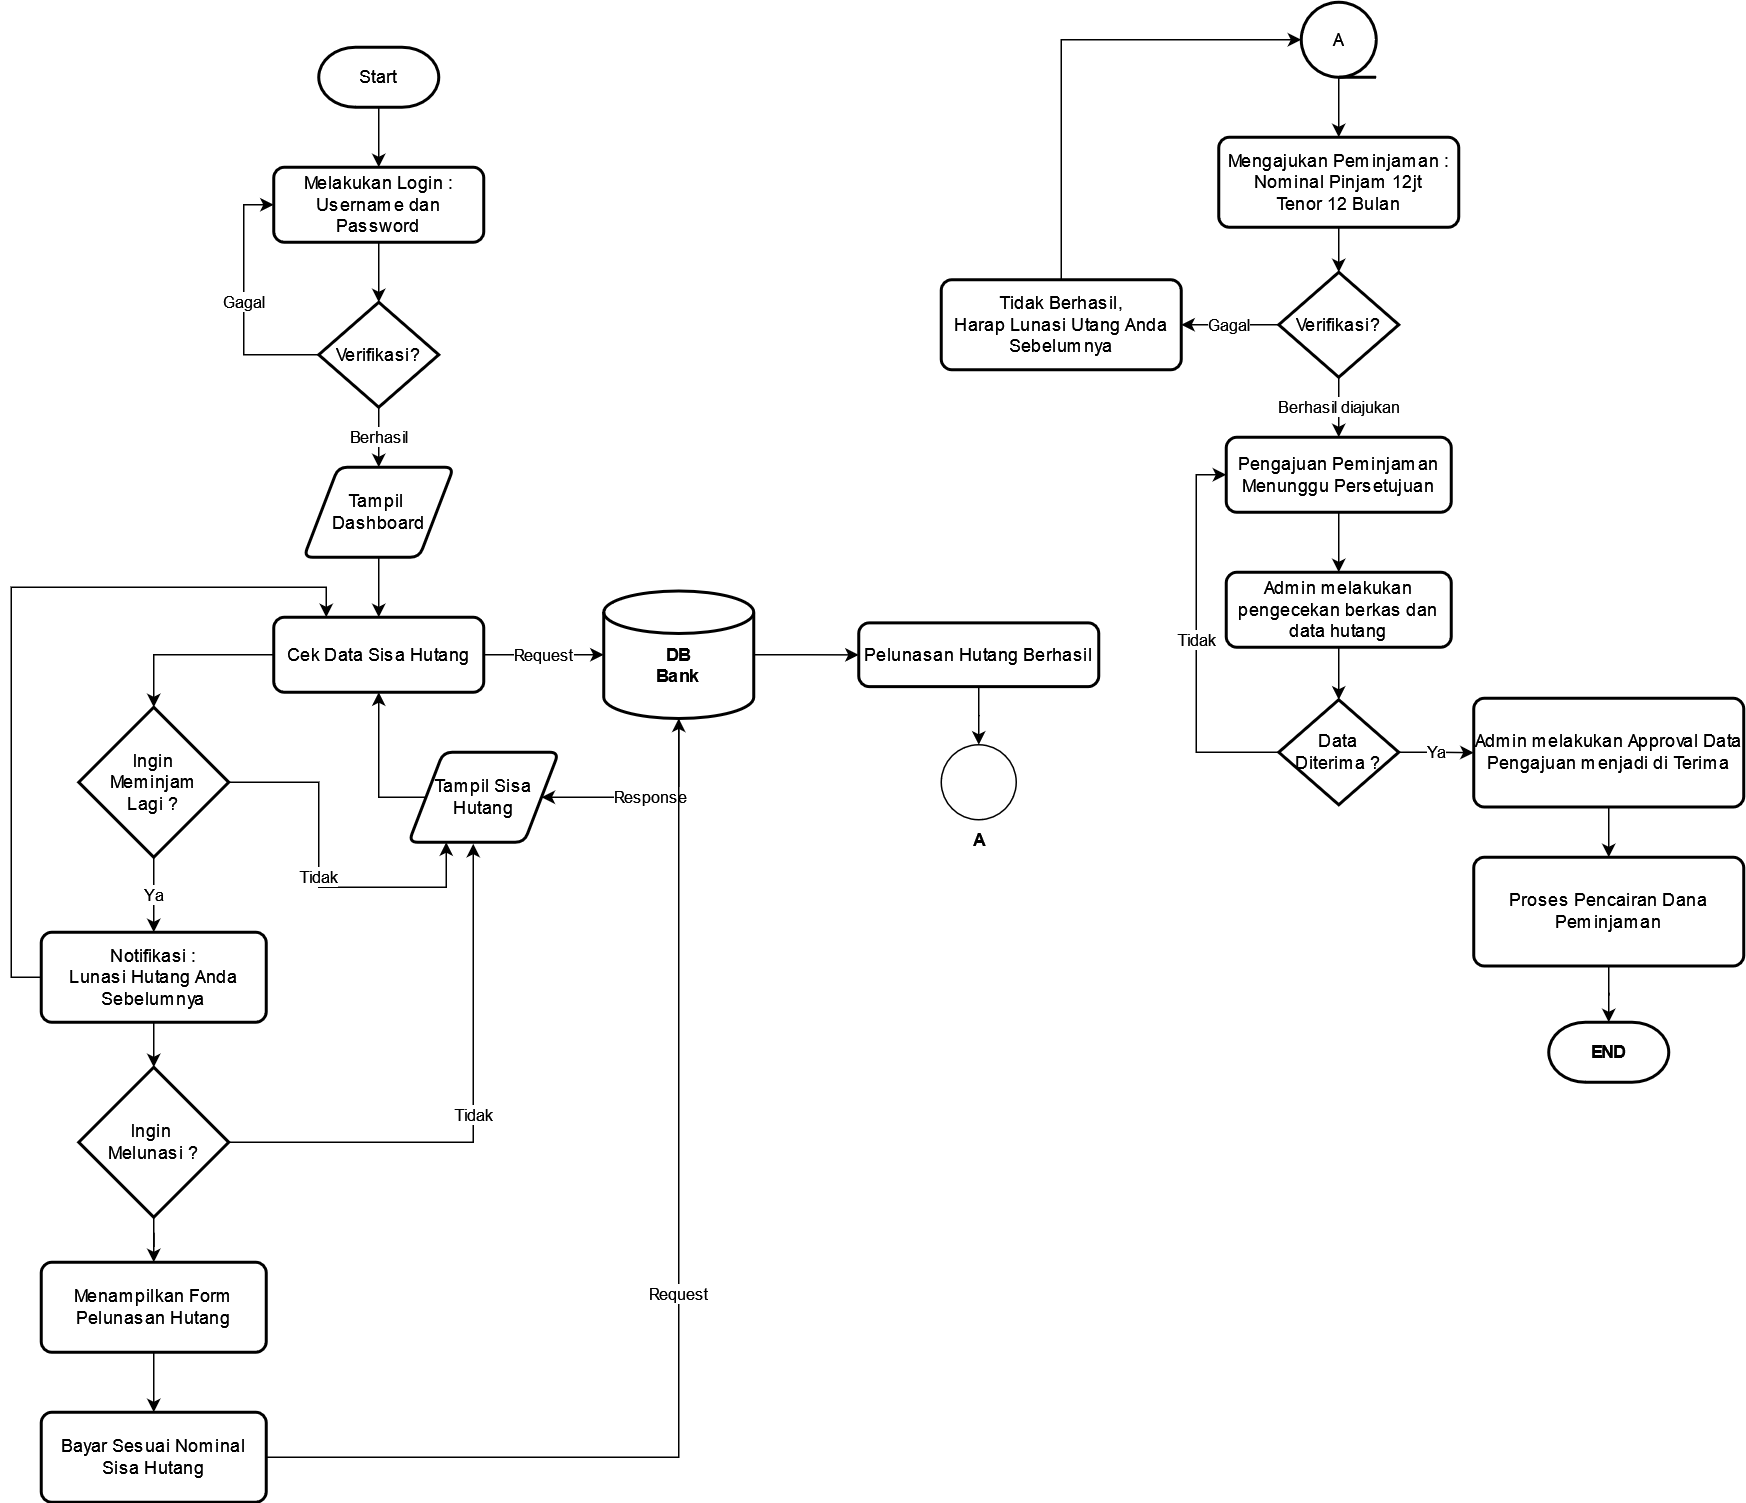 Start
Melakukan Login :
Username dan
Password
Gagal
Verifikasi?
Berhasil
Tampil
Dashboard
Cek Data Sisa Hutang
Request
DB
Bank
Pelunasan Hutang Berhasil
A
Ingin
Meminjam
Lagi ?
Tampil Sisa
Hutang
Response
Tidak
Ya
Notifikasi :
Lunasi Hutang Anda
Sebelumnya
Tidak
Ingin
Melunasi ?
Menampilkan Form
Pelunasan Hutang
Request
Bayar Sesuai Nominal
Sisa Hutang
A
Mengajukan Peminjaman :
Nominal Pinjam 12jt
Tenor 12 Bulan
Tidak Berhasil,
Harap Lunasi Utang Anda
Sebelumnya
Gagal
Verifikasi?
Berhasil diajukan
Pengajuan Peminjaman
Menunggu Persetujuan
Admin melakukan
pengecekan berkas dan
data hutang
Tidak
Data
Diterima ?
Ya
Admin melakukan Approval Data
Pengajuan menjadi di Terima
Proses Pencairan Dana
Peminjaman
END